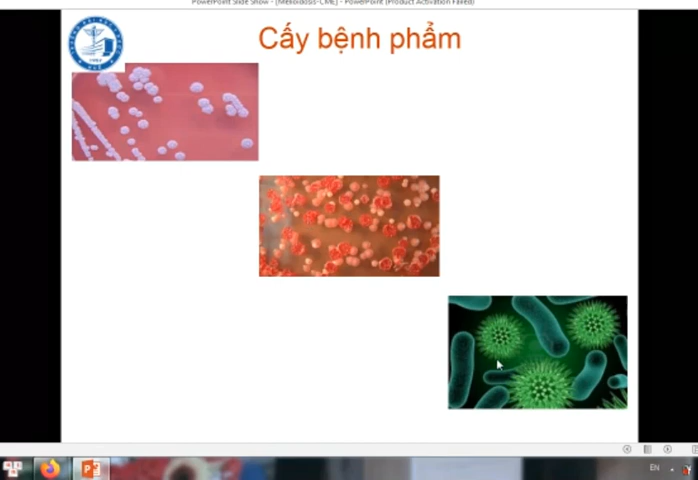 PowerPoint Slide Show - [Melioidosis-CME] - PowerPoint (Product Activation Failed)
Cấy bệnh phẩm
EN